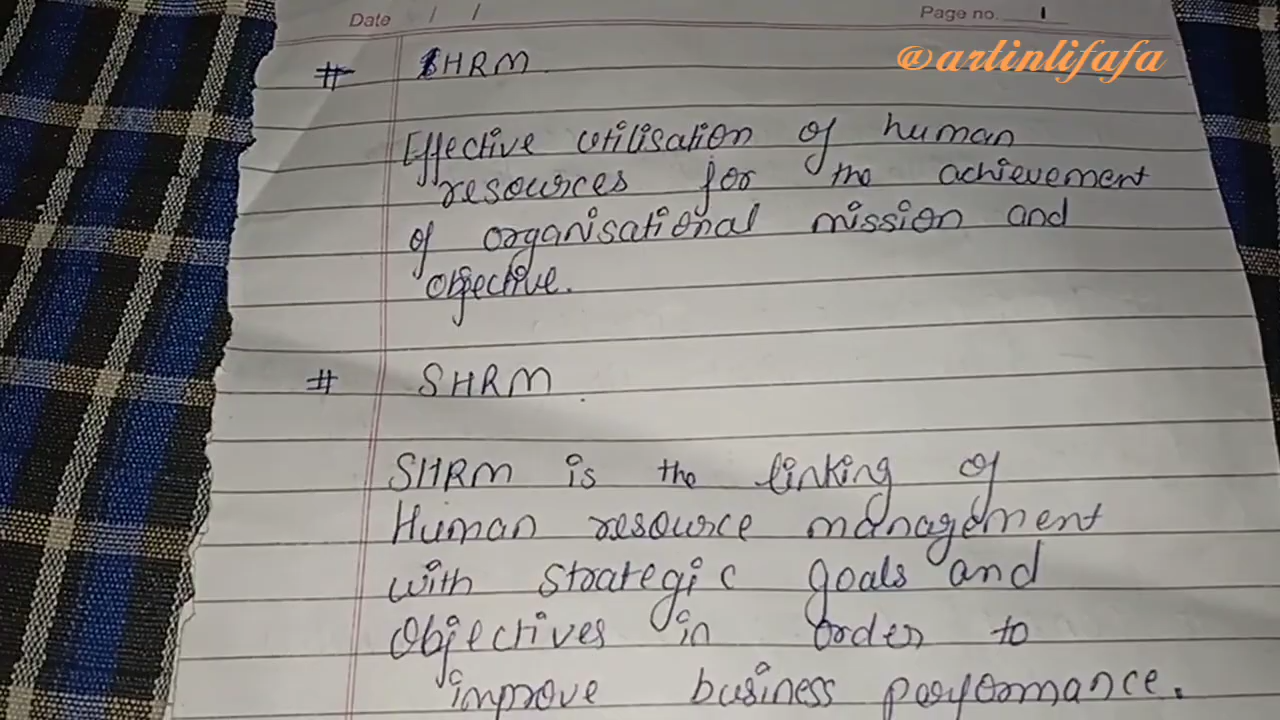 Date / /
Page no. 1
@artinlifafa
# SHRM
Effective utilisation of human
resources for the achievement
of organisational mission and
objective.
# SHRM
SHRM is the linking of
Human resource management
with strategic goals and
objectives in order to
improve business performance.